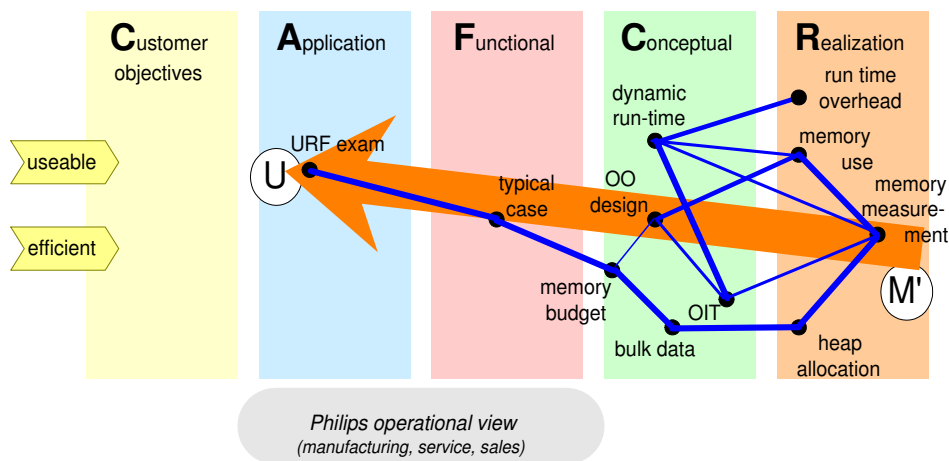 Customer
objectives
Application
Functional
Conceptual
Realization
run time
overhead
dynamic
run-time
URF exam
memory
use
useable
U
typical
case
OO
design
memory
measure-
ment
efficient
memory
budget
OIT
M'
bulk data
heap
allocation
Philips operational view
(manufacturing, service, sales)